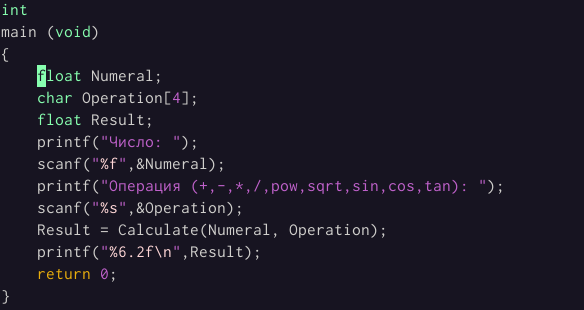 int
main (void)
{
    float Numeral;
    char Operation[4];
    float Result;
    printf("Число: ");
    scanf("%f",&Numeral);
    printf("Операция (+,-,*,/,pow,sqrt,sin,cos,tan): ");
    scanf("%s",&Operation);
    Result = Calculate(Numeral, Operation);
    printf("%6.2f\n",Result);
    return 0;
}